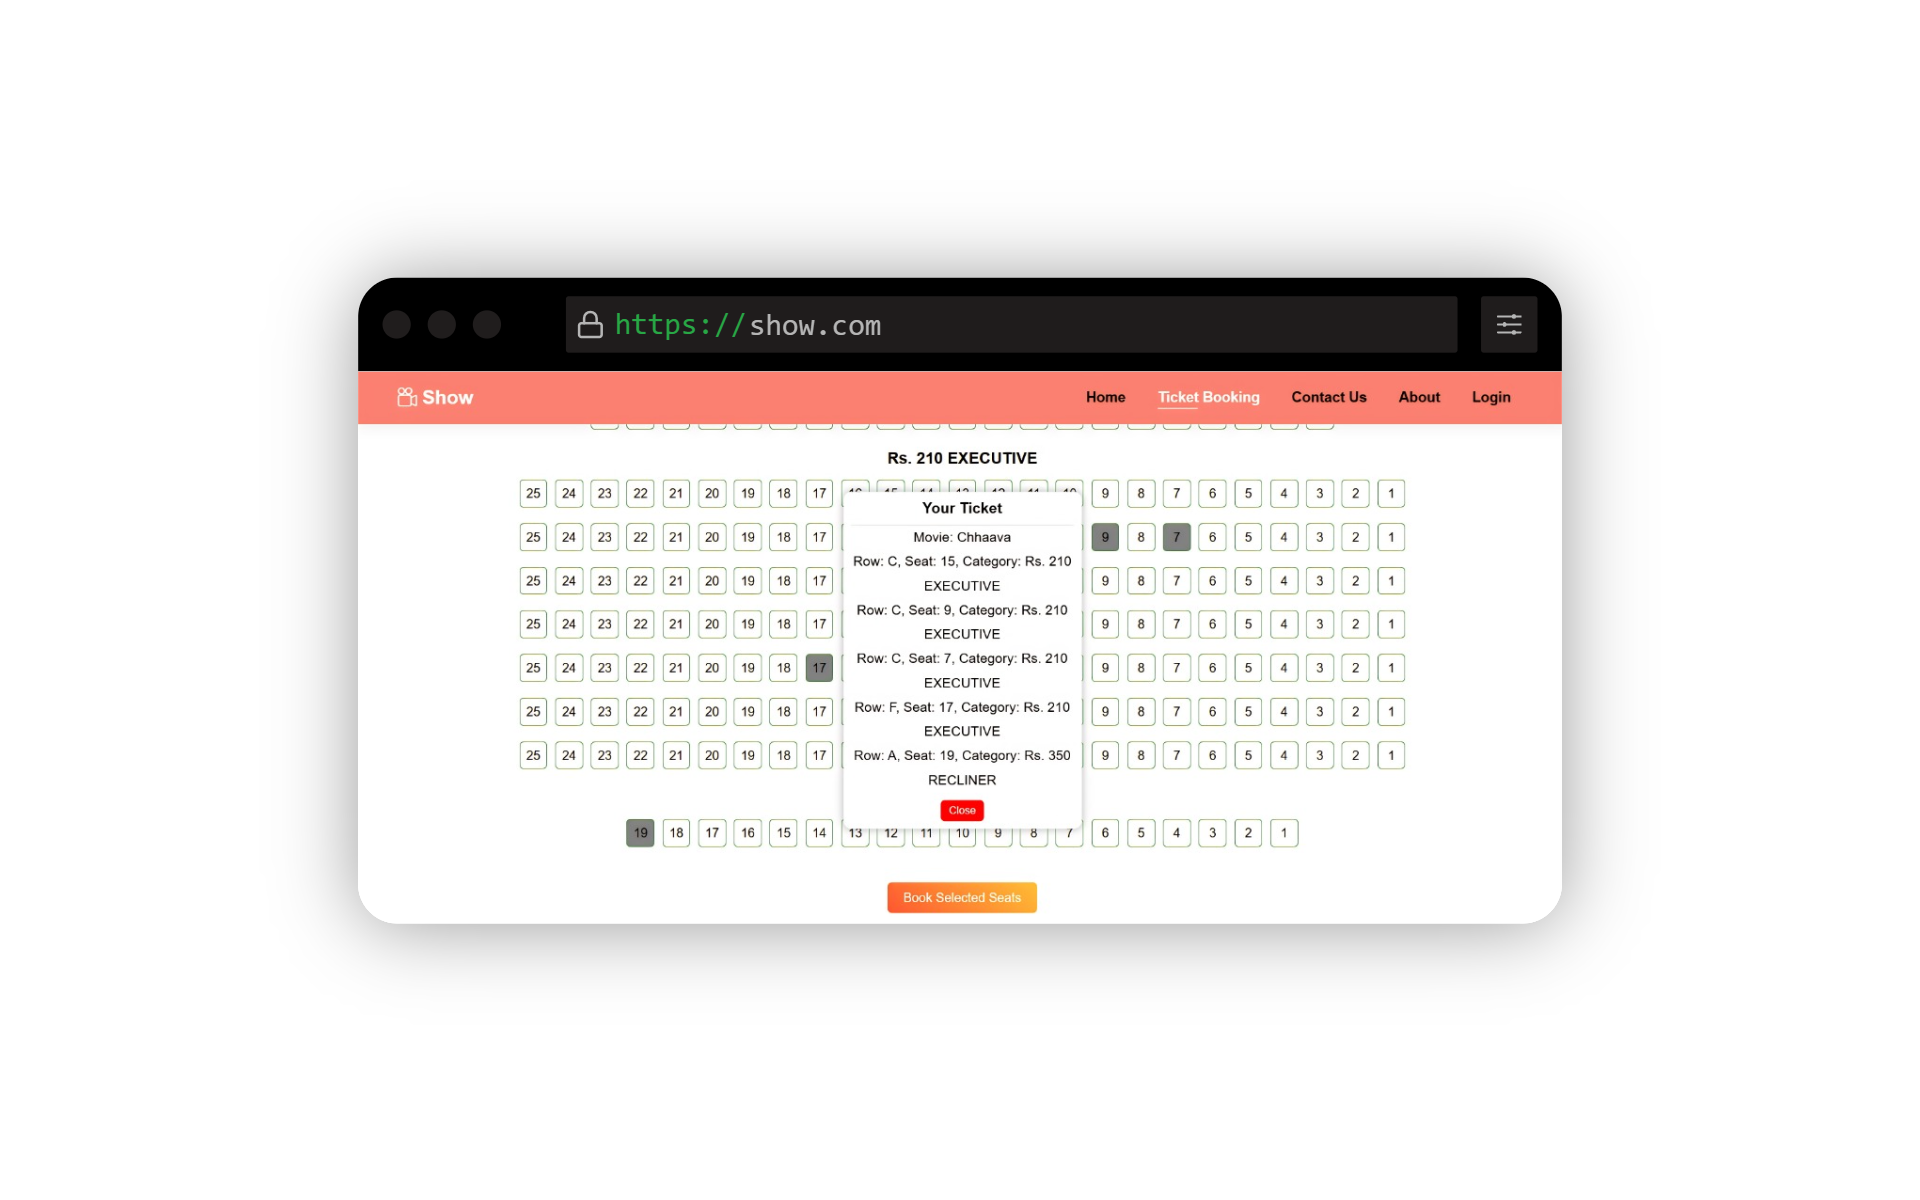 https://show.com
Show Home Ticket Booking Contact Us About Login
Rs. 210 EXECUTIVE
25 24 23 22 21 20 19 18 17 16 15 14 13 12 11 10 9 8 7 6 5 4 3 2 1
Your Ticket
25 24 23 22 21 20 19 18 17 9 8 7 6 5 4 3 2 1
Movie: Chhaava
Row: C, Seat: 15, Category: Rs. 210
25 24 23 22 21 20 19 18 17 9 8 7 6 5 4 3 2 1
EXECUTIVE
Row: C, Seat: 9, Category: Rs. 210
25 24 23 22 21 20 19 18 17 9 8 7 6 5 4 3 2 1
EXECUTIVE
Row: C, Seat: 7, Category: Rs. 210
25 24 23 22 21 20 19 18 17 9 8 7 6 5 4 3 2 1
EXECUTIVE
Row: F, Seat: 17, Category: Rs. 210
25 24 23 22 21 20 19 18 17 9 8 7 6 5 4 3 2 1
EXECUTIVE
Row: A, Seat: 19, Category: Rs. 350
25 24 23 22 21 20 19 18 17 9 8 7 6 5 4 3 2 1
RECLINER
Close
19 18 17 16 15 14 13 12 11 10 9 8 7 6 5 4 3 2 1
Book Selected Seats